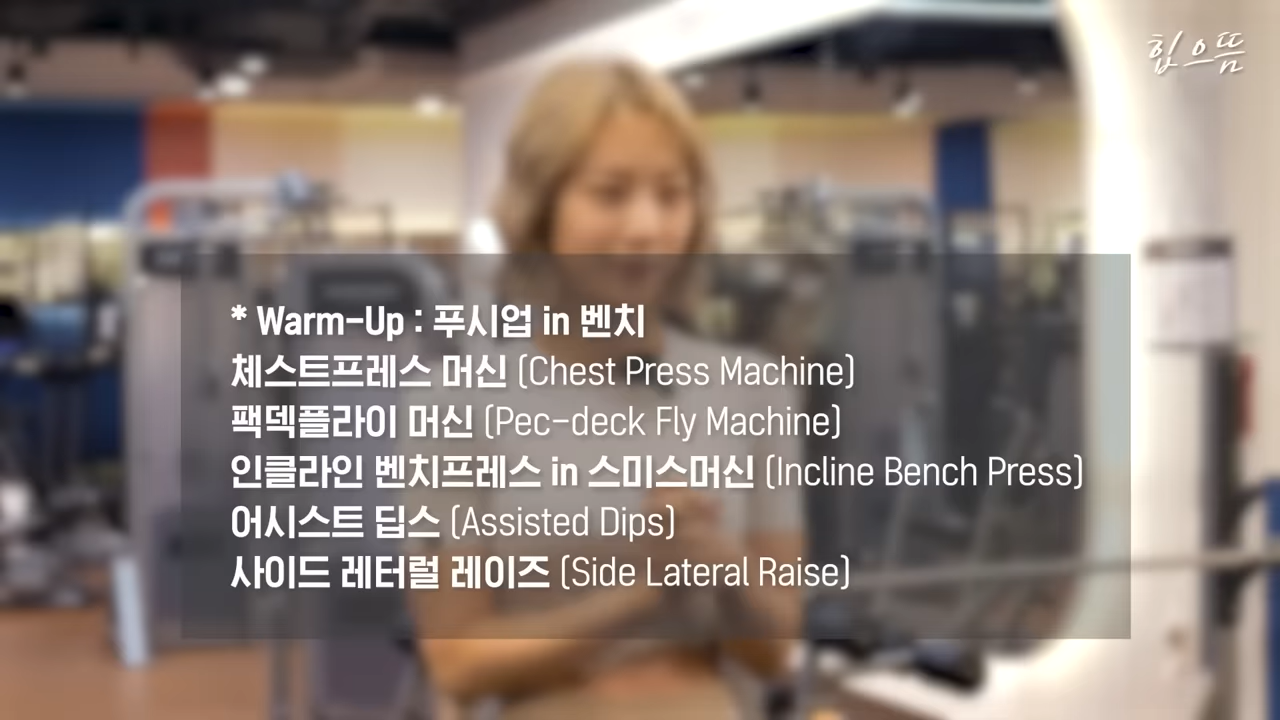 힘으뜸
* Warm-Up : 푸시업 in 벤치
체스트프레스 머신 (Chest Press Machine)
팩덱플라이 머신 (Pec-deck Fly Machine)
인클라인 벤치프레스 in 스미스머신 (Incline Bench Press)
어시스트 딥스 (Assisted Dips)
사이드 레터럴 레이즈 (Side Lateral Raise)